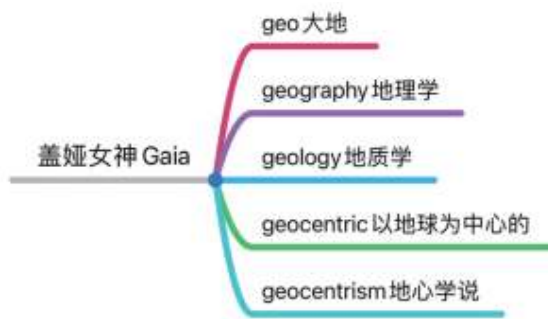 geo大地
geography地理学
盖娅女神Gaia
geology地质学
geocentric以地球为中心的
geocentrism地心学说